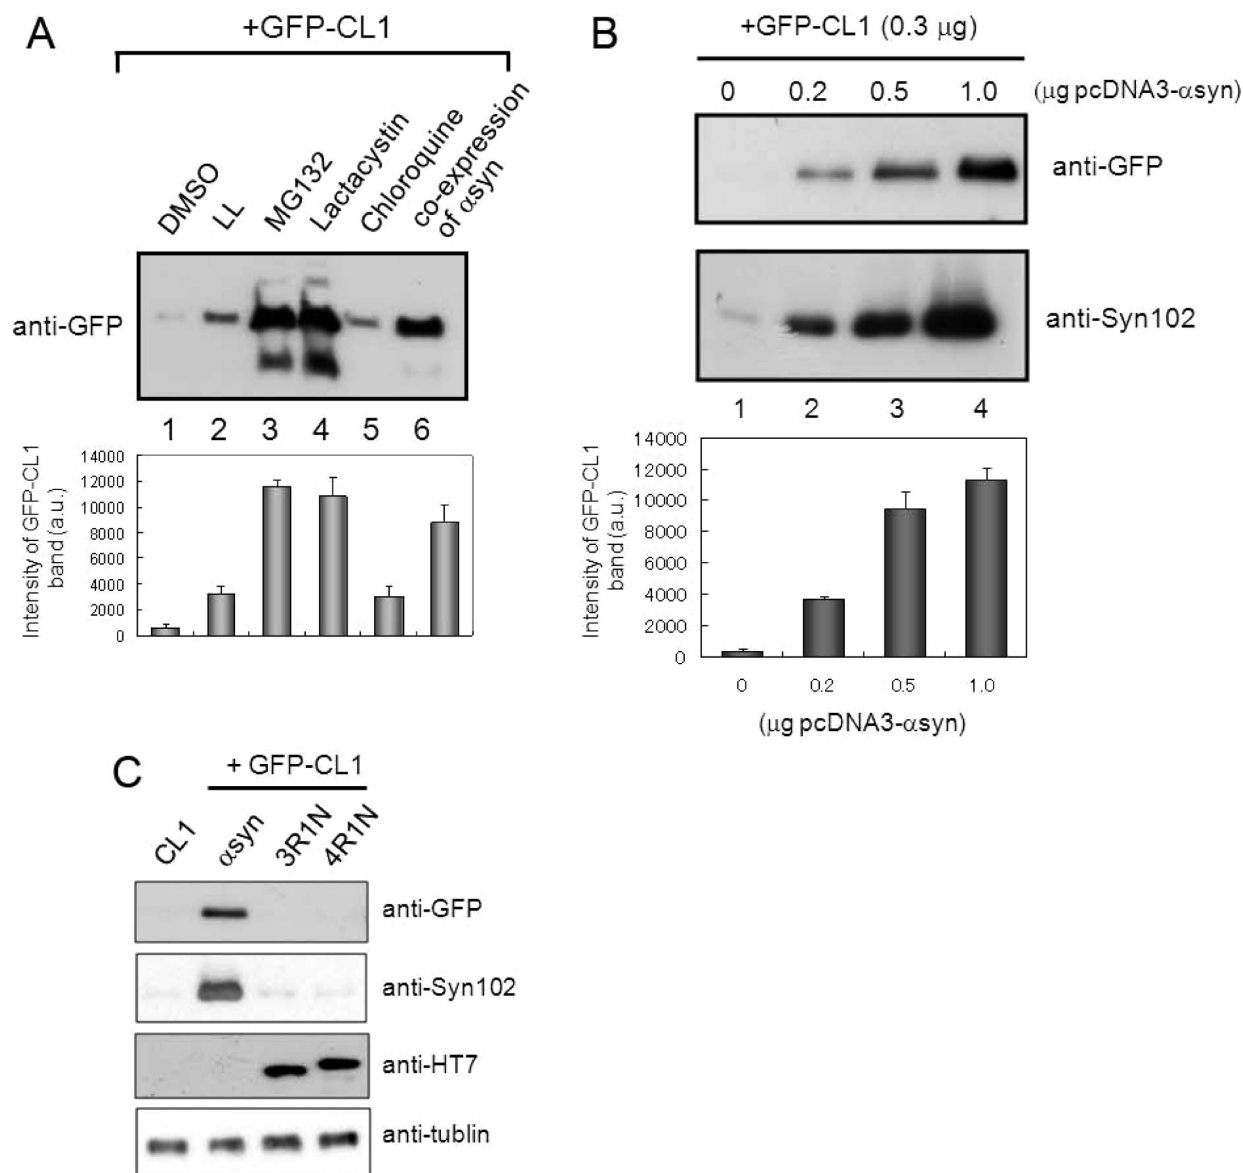 A
+GFP-CL1
DMSO
LL
MG132
Lactacystin
Chloroquine
co-expression
of αsyn
anti-GFP
1 2 3 4 5 6
Intensity of GFP-CL1
band (a.u.)
14000
12000
10000
8000
6000
4000
2000
0
B
+GFP-CL1 (0.3 μg)
0 0.2 0.5 1.0 (μg pcDNA3-αsyn)
anti-GFP
anti-Syn102
1 2 3 4
Intensity of GFP-CL1
band (a.u.)
14000
12000
10000
8000
6000
4000
2000
0
0 0.2 0.5 1.0
(μg pcDNA3-αsyn)
C
+ GFP-CL1
CL1
αsyn
3R1N
4R1N
anti-GFP
anti-Syn102
anti-HT7
anti-tublin